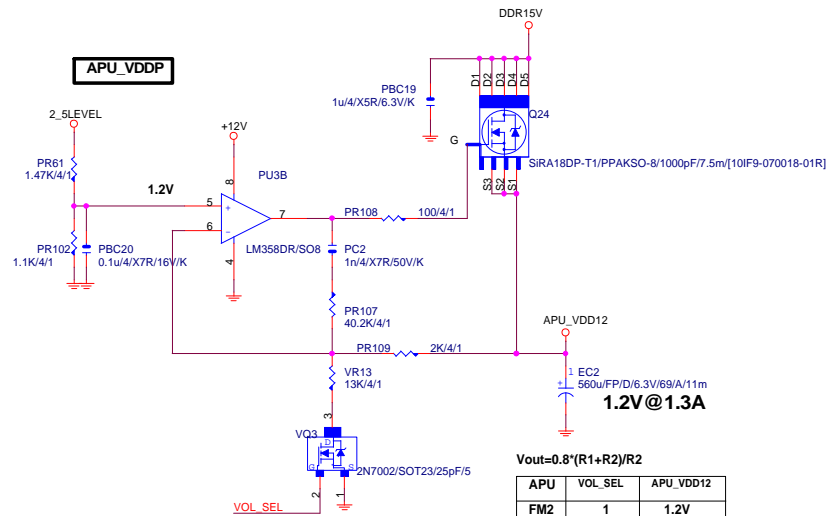 DDR15V
APU_VDDP
PBC19
1u/4/X5R/6.3V/K
D1
D2
D3
D4
D5
Q24
G
SiRA18DP-T1/PPAKSO-8/1000pF/7.5m/[10IF9-070018-01R]
S3
S2
S1
2_5LEVEL
+12V
PR61
1.47K/4/1
1.2V
8
PU3B
5
+
6
-
7
4
LM358DR/SO8
PR108
100/4/1
PR102
1.1K/4/1
PBC20
0.1u/4/X7R/16V/K
PC2
1n/4/X7R/50V/K
PR107
40.2K/4/1
APU_VDD12
PR109
2K/4/1
VR13
13K/4/1
1
EC2
+
560u/FP/D/6.3V/69/A/11m
1.2V@1.3A
3
VQ3
D
G
S
2N7002/SOT23/25pF/5
2
1
VOL_SEL
Vout=0.8*(R1+R2)/R2
APU VOL_SEL APU_VDD12
FM2 1 1.2V